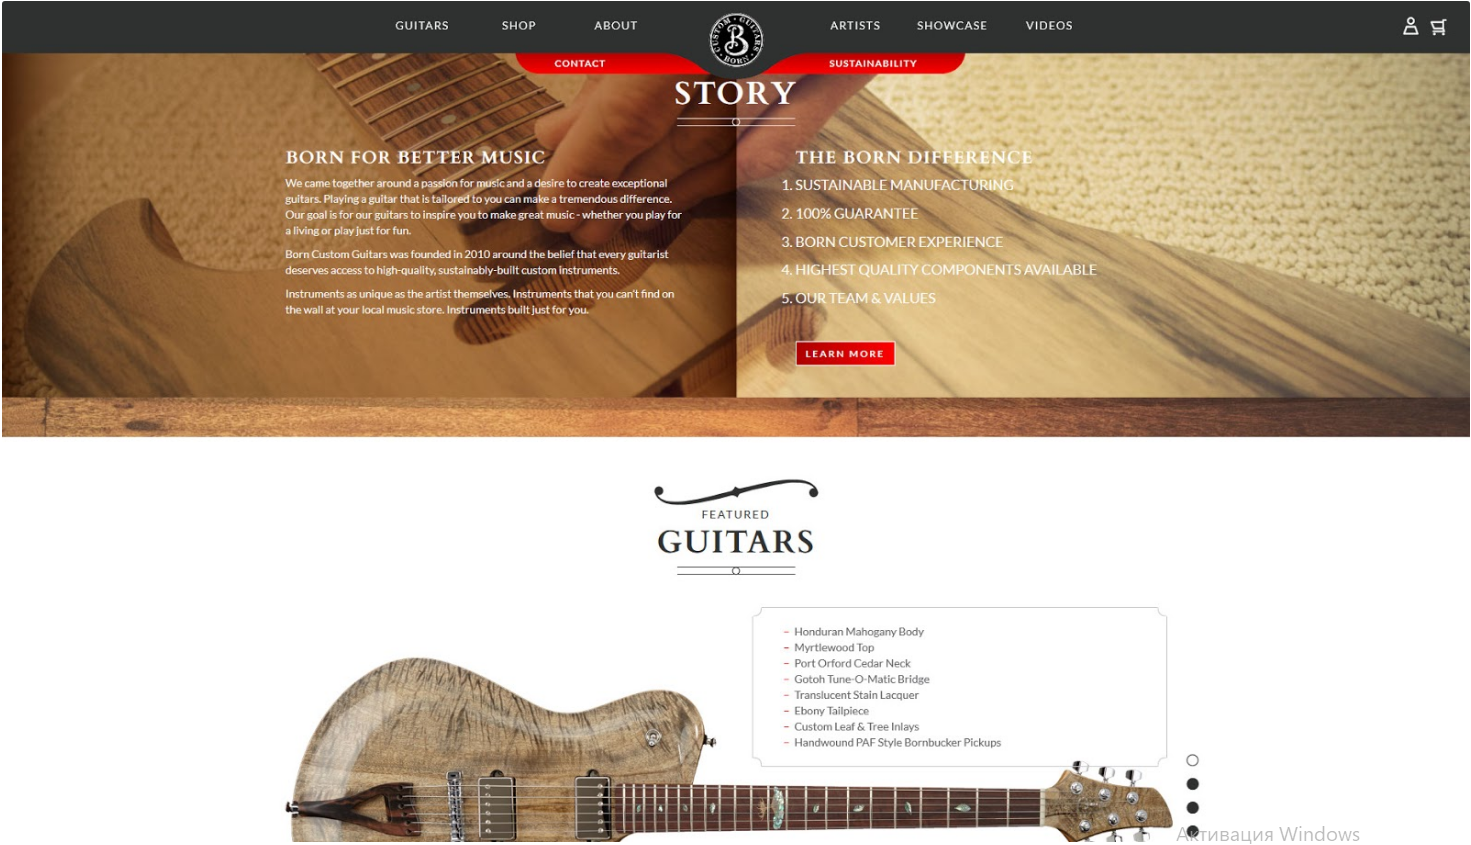 GUITARS
SHOP
ABOUT
CUSTOM · GUITARS
B
BORN
ARTISTS
SHOWCASE
VIDEOS
CONTACT
SUSTAINABILITY
STORY
BORN FOR BETTER MUSIC
We came together around a passion for music and a desire to create exceptional
guitars. Playing a guitar that is tailored to you can make a tremendous difference.
Our goal is for our guitars to inspire you to make great music - whether you play for
a living or play just for fun.
Born Custom Guitars was founded in 2010 around the belief that every guitarist
deserves access to high-quality, sustainably-built custom instruments.
Instruments as unique as the artist themselves. Instruments that you can't find on
the wall at your local music store. Instruments built just for you.
THE BORN DIFFERENCE
1. SUSTAINABLE MANUFACTURING
2. 100% GUARANTEE
3. BORN CUSTOMER EXPERIENCE
4. HIGHEST QUALITY COMPONENTS AVAILABLE
5. OUR TEAM & VALUES
LEARN MORE
FEATURED
GUITARS
– Honduran Mahogany Body
– Myrtlewood Top
– Port Orford Cedar Neck
– Gotoh Tune-O-Matic Bridge
– Translucent Stain Lacquer
– Ebony Tailpiece
– Custom Leaf & Tree Inlays
– Handwound PAF Style Bornbucker Pickups
Активация Windows